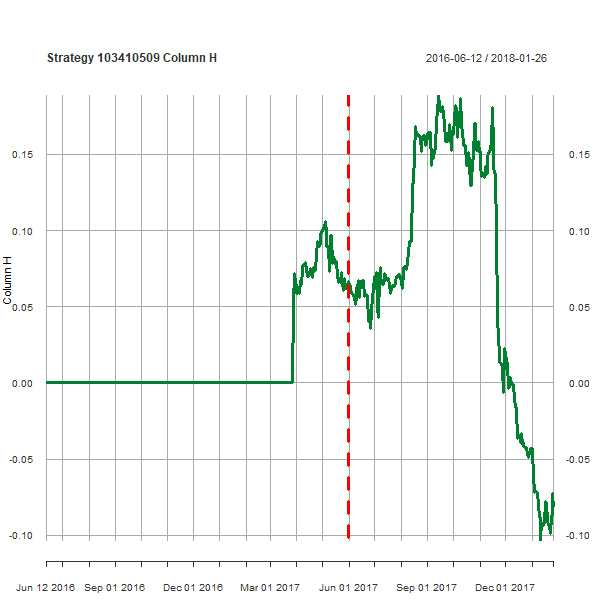 Strategy 103410509 Column H 2016-06-12 / 2018-01-26
0.15 0.15
0.10 0.10
0.05 0.05
Column H
0.00 0.00
-0.05 -0.05
-0.10 -0.10
Jun 12 2016 Sep 01 2016 Dec 01 2016 Mar 01 2017 Jun 01 2017 Sep 01 2017 Dec 01 2017